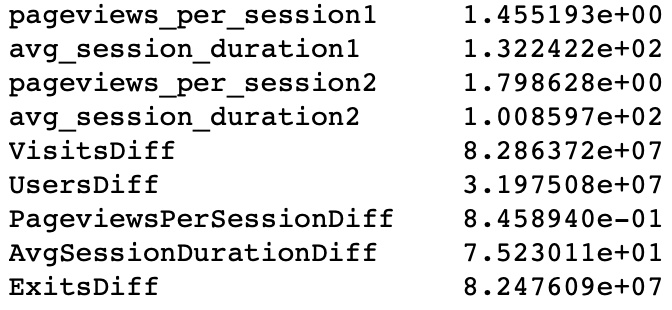 pageviews_per_session1 1.455193e+00
avg_session_duration1 1.322422e+02
pageviews_per_session2 1.798628e+00
avg_session_duration2 1.008597e+02
VisitsDiff 8.286372e+07
UsersDiff 3.197508e+07
PageviewsPerSessionDiff 8.458940e-01
AvgSessionDurationDiff 7.523011e+01
ExitsDiff 8.247609e+07